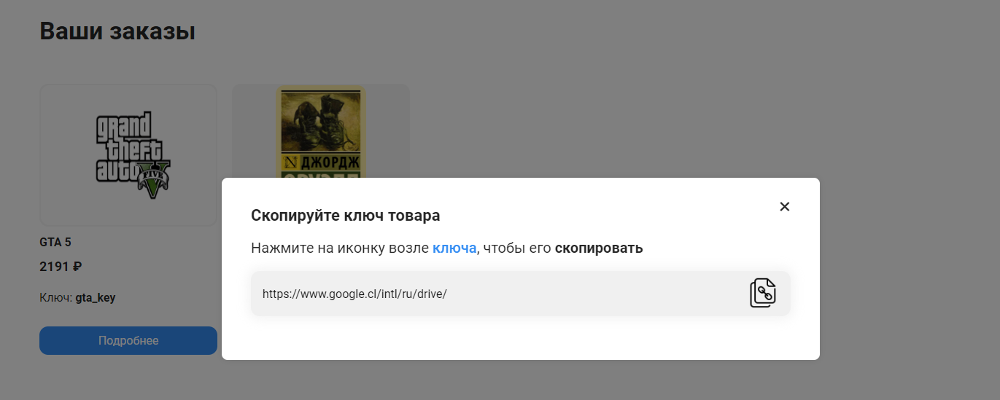 Ваши заказы
grand
theft
auto
FIVE
N ДЖОРДЖ
GTA 5
2191 ₽
Ключ: gta_key
Подробнее
Скопируйте ключ товара
Нажмите на иконку возле ключа, чтобы его скопировать
https://www.google.cl/intl/ru/drive/